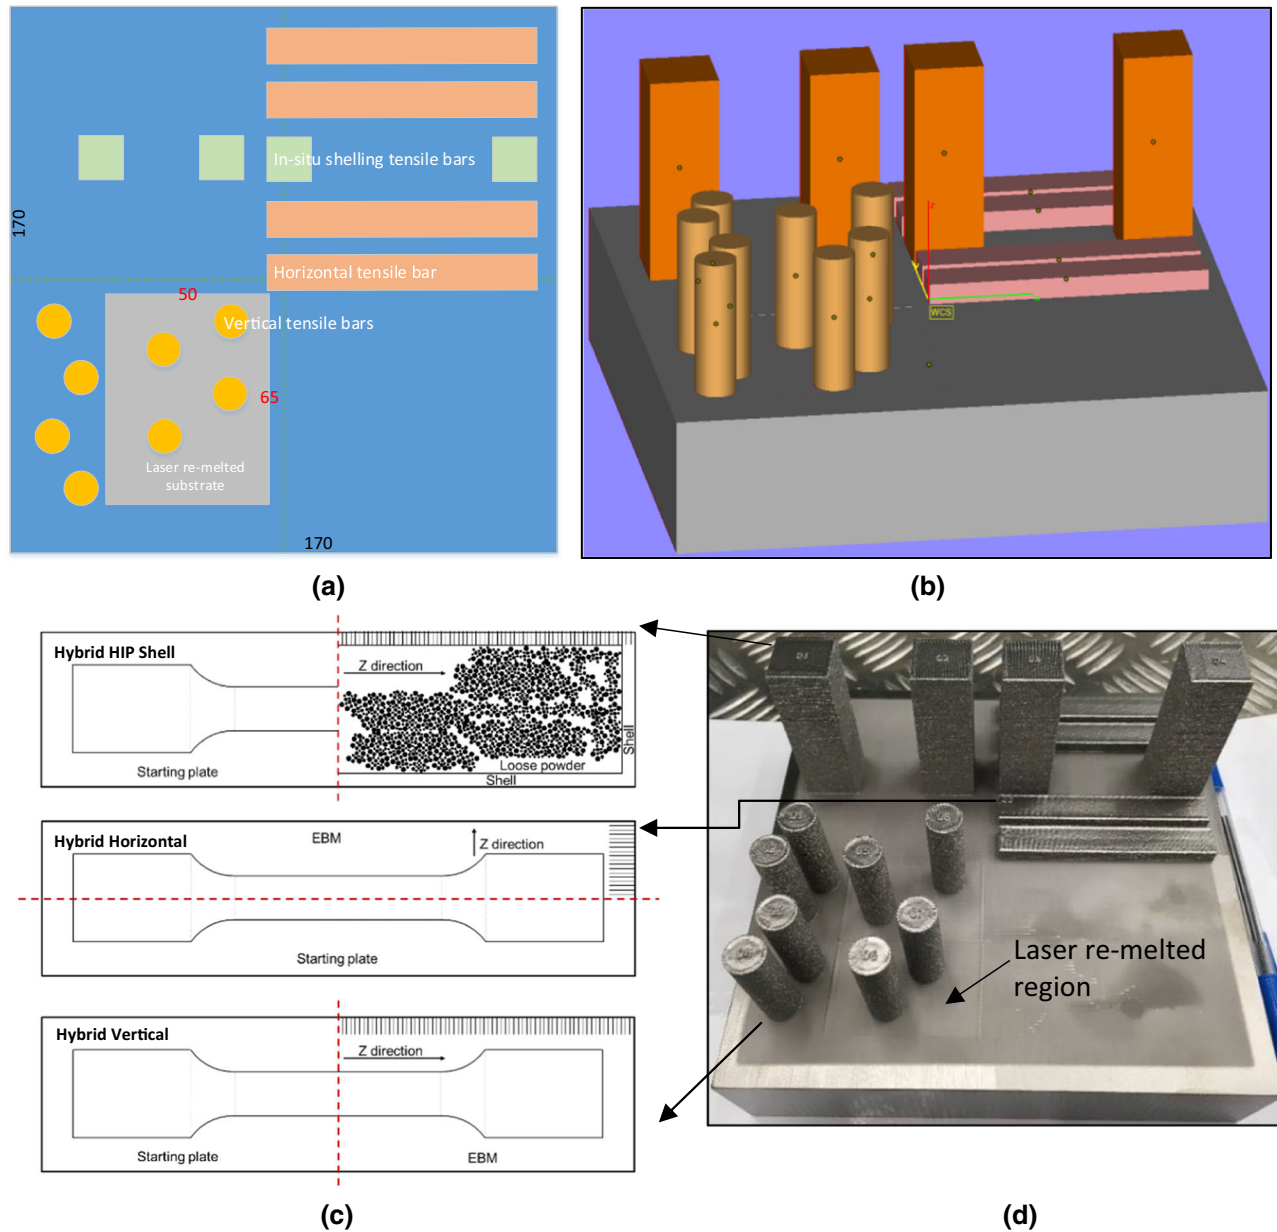 170
In-situ shelling tensile bars
Horizontal tensile bar
50
Vertical tensile bars
65
Laser re-melted
substrate
170
(a)
WCS
(b)
Hybrid HIP Shell
Z direction
Shell
Loose powder
Starting plate
Shell
Hybrid Horizontal
EBM
Z direction
Starting plate
Hybrid Vertical
Z direction
Starting plate
EBM
(c)
Laser re-melted
region
(d)